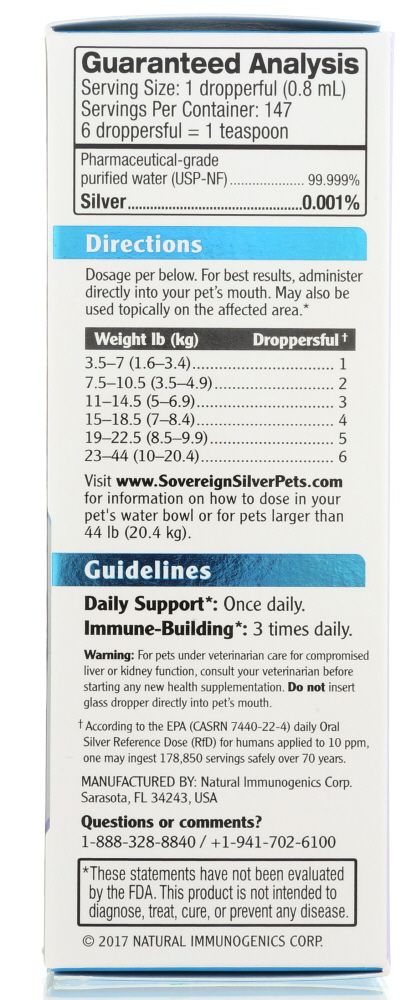 Guaranteed Analysis
Serving Size: 1 dropperful (0.8 mL)
Servings Per Container: 147
6 droppersful = 1 teaspoon
Pharmaceutical-grade
purified water (USP-NF)................... 99.999%
Silver..................................0.001%
Directions
Dosage per below. For best results, administer
directly into your pet's mouth. May also be
used topically on the affected area.*
Weight lb (kg) Droppersful†
3.5–7 (1.6–3.4)................................ 1
7.5–10.5 (3.5–4.9)........................... 2
11–14.5 (5–6.9)............................... 3
15–18.5 (7–8.4)............................... 4
19–22.5 (8.5–9.9)............................ 5
23–44 (10–20.4).............................. 6
Visit www.SovereignSilverPets.com
for information on how to dose in your
pet's water bowl or for pets larger than
44 lb (20.4 kg).
Guidelines
Daily Support*: Once daily.
Immune-Building*: 3 times daily.
Warning: For pets under veterinarian care for compromised
liver or kidney function, consult your veterinarian before
starting any new health supplementation. Do not insert
glass dropper directly into pet's mouth.
† According to the EPA (CASRN 7440-22-4) daily Oral
Silver Reference Dose (RfD) for humans applied to 10 ppm,
one may ingest 178,850 servings safely over 70 years.
MANUFACTURED BY: Natural Immunogenics Corp.
Sarasota, FL 34243, USA
Questions or comments?
1-888-328-8840 / +1-941-702-6100
*These statements have not been evaluated
by the FDA. This product is not intended to
diagnose, treat, cure, or prevent any disease.
© 2017 NATURAL IMMUNOGENICS CORP.